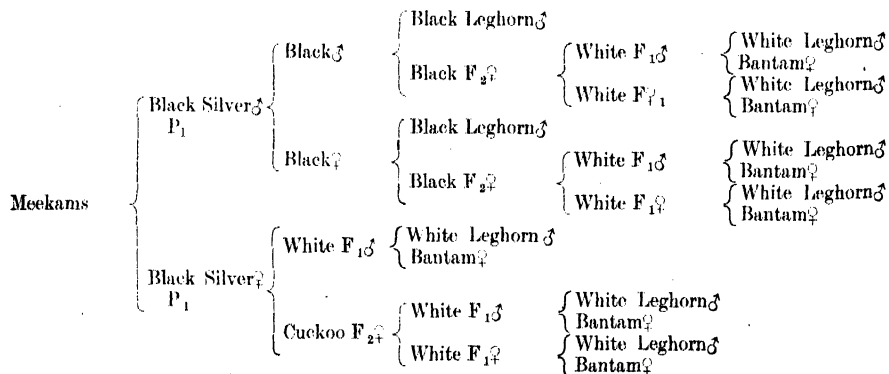 Black Leghorn♂
Black♂
White F₁♂
White Leghorn♂
Bantam♀
Black F₂♀
White F♀₁
White Leghorn♂
Bantam♀
Black Silver♂
P₁
Black Leghorn♂
Black♀
White F₁♂
White Leghorn♂
Bantam♀
Black F₂♀
White F₁♀
White Leghorn♂
Bantam♀
Meekams
White F₁♂
White Leghorn♂
Bantam♀
Black Silver♀
P₁
White F₁♂
White Leghorn♂
Bantam♀
Cuckoo F₂♀
White F₁♀
White Leghorn♂
Bantam♀